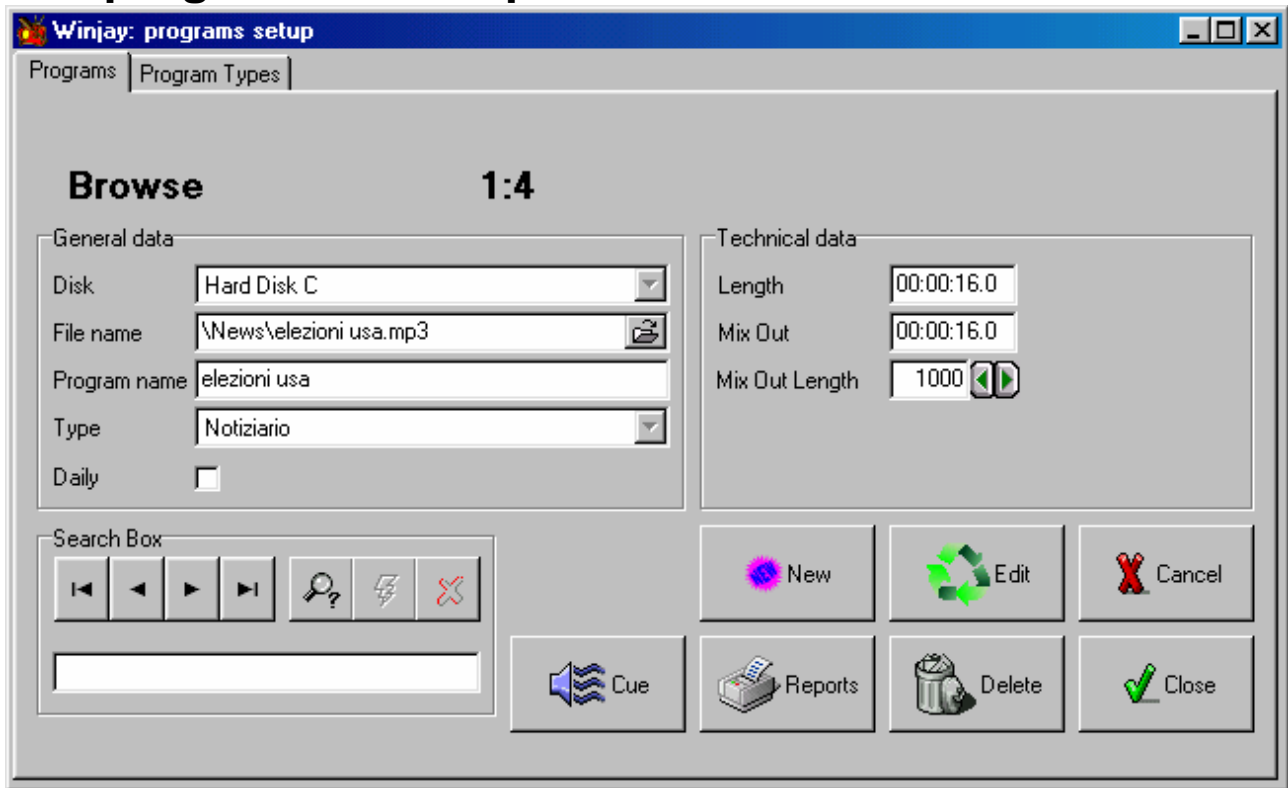 Winjay: programs setup
Programs Program Types
Browse 1:4
General data
Disk Hard Disk C
File name \News\elezioni usa.mp3
Program name elezioni usa
Type Notiziario
Daily
Technical data
Length 00:00:16.0
Mix Out 00:00:16.0
Mix Out Length 1000
Search Box
New Edit Cancel
Cue Reports Delete Close